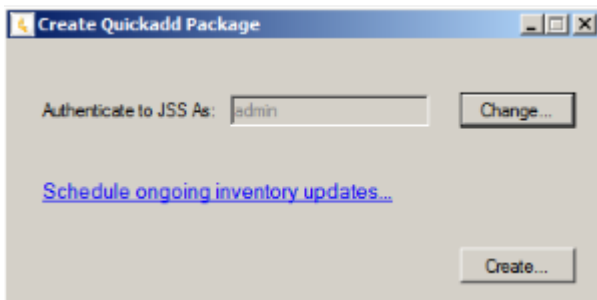 Create Quickadd Package
Authenticate to JSS As: admin Change...
Schedule ongoing inventory updates...
Create...